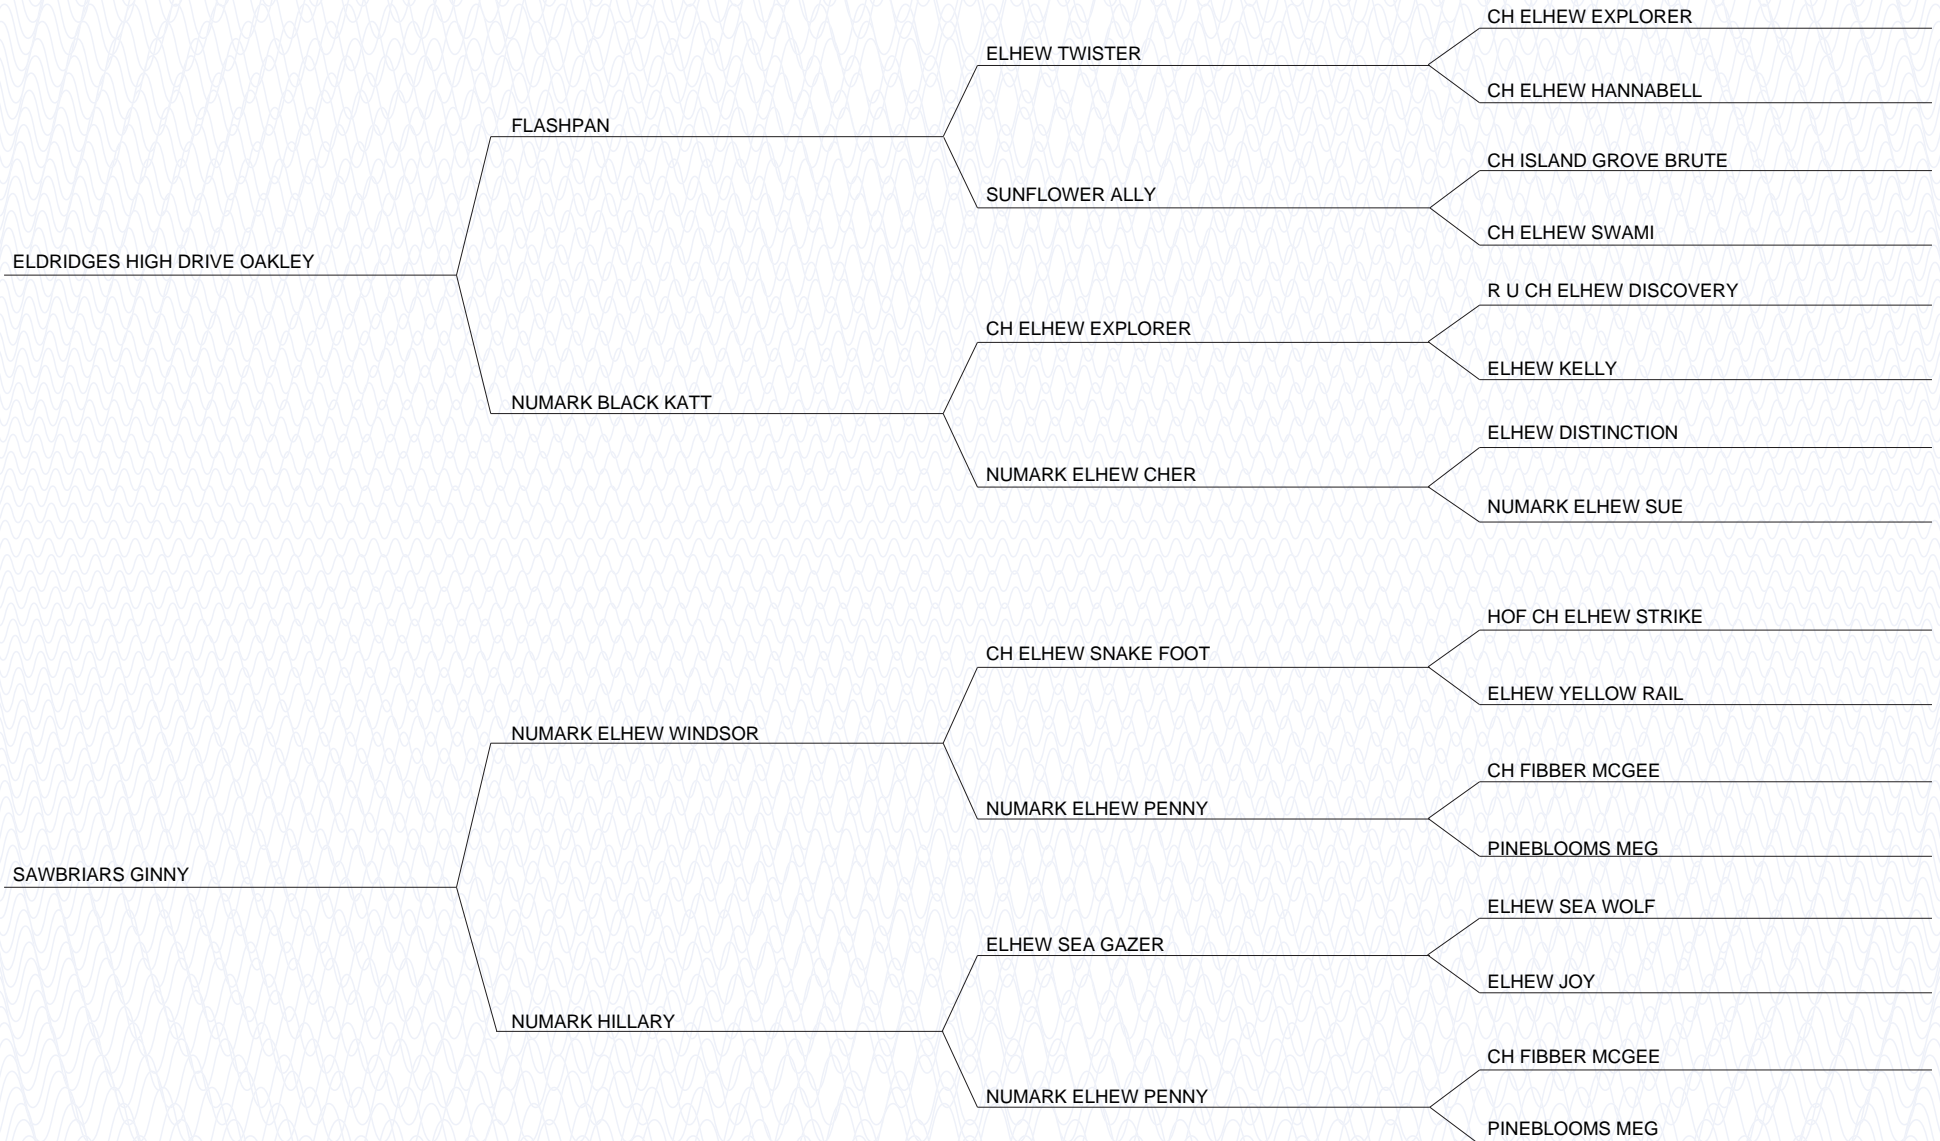 CH ELHEW EXPLORER
ELHEW TWISTER
CH ELHEW HANNABELL
FLASHPAN
CH ISLAND GROVE BRUTE
SUNFLOWER ALLY
CH ELHEW SWAMI
ELDRIDGES HIGH DRIVE OAKLEY
R U CH ELHEW DISCOVERY
CH ELHEW EXPLORER
ELHEW KELLY
NUMARK BLACK KATT
ELHEW DISTINCTION
NUMARK ELHEW CHER
NUMARK ELHEW SUE
HOF CH ELHEW STRIKE
CH ELHEW SNAKE FOOT
ELHEW YELLOW RAIL
NUMARK ELHEW WINDSOR
CH FIBBER MCGEE
NUMARK ELHEW PENNY
PINEBLOOMS MEG
SAWBRIARS GINNY
ELHEW SEA WOLF
ELHEW SEA GAZER
ELHEW JOY
NUMARK HILLARY
CH FIBBER MCGEE
NUMARK ELHEW PENNY
PINEBLOOMS MEG